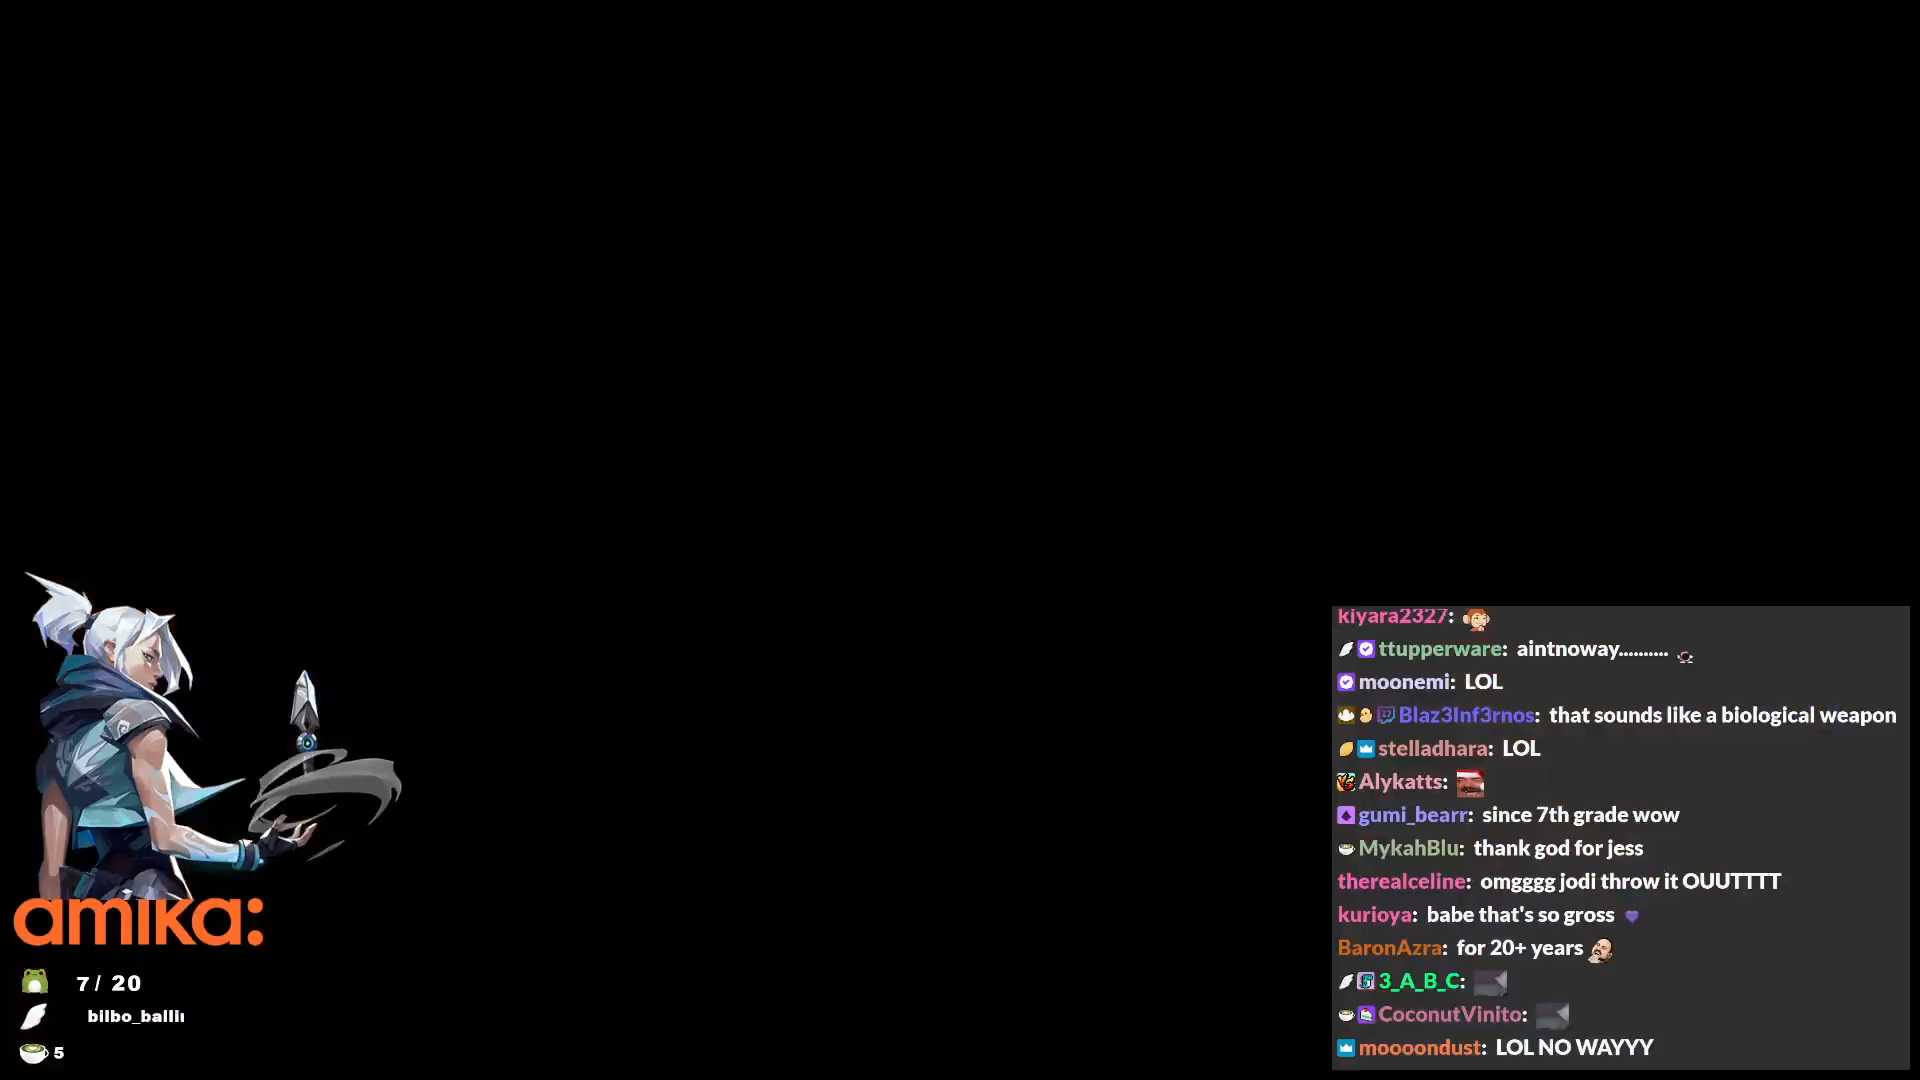 kiyara2327:
ttupperware: aintnoway..........
moonemi: LOL
Blaz3Inf3rnos: that sounds like a biological weapon
stelladhara: LOL
Alykatts:
gumi_bearr: since 7th grade wow
MykahBlu: thank god for jess
therealceline: omgggg jodi throw it OUUTTTT
kurioya: babe that's so gross
BaronAzra: for 20+ years
3_A_B_C:
CoconutVinito:
moooondust: LOL NO WAYYY
amika:
7/ 20
bilbo_balli
5